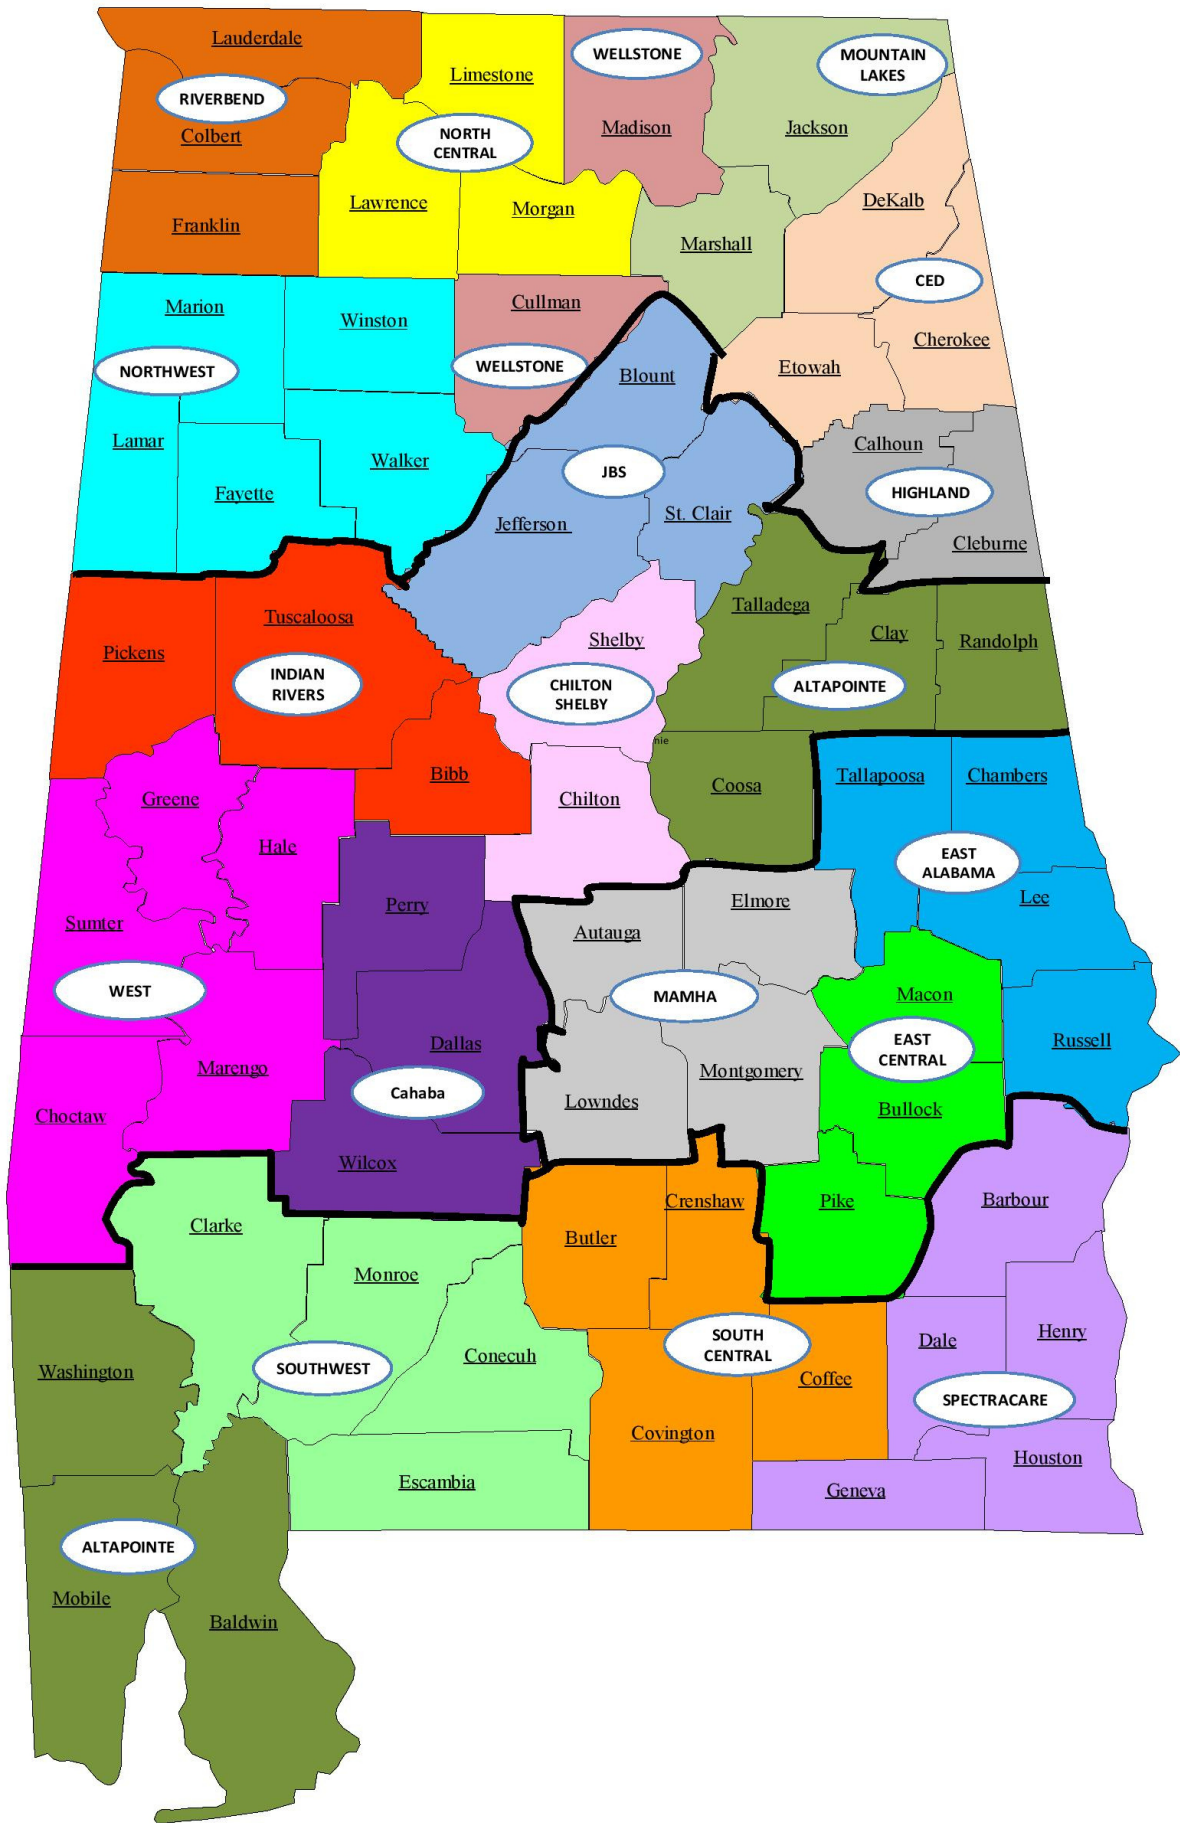 Lauderdale
WELLSTONE
MOUNTAIN
LAKES
Limestone
RIVERBEND
Colbert
NORTH
CENTRAL
Madison
Jackson
Lawrence
Morgan
DeKalb
Franklin
Marshall
CED
Marion
Cullman
Winston
Cherokee
NORTHWEST
WELLSTONE
Blount
Etowah
Lamar
Walker
Calhoun
JBS
HIGHLAND
Fayette
Jefferson
St. Clair
Cleburne
Tuscaloosa
Talladega
Clay
Randolph
Pickens
Shelby
INDIAN
RIVERS
CHILTON
SHELBY
ALTAPOINTE
nie
Bibb
Tallapoosa
Chambers
Greene
Chilton
Coosa
Hale
EAST
ALABAMA
Perry
Elmore
Lee
Sumter
Autauga
WEST
MAMHA
Macon
Dallas
EAST
CENTRAL
Russell
Marengo
Montgomery
Cahaba
Lowndes
Bullock
Choctaw
Wilcox
Crenshaw
Pike
Barbour
Clarke
Butler
Monroe
SOUTH
CENTRAL
Dale
Henry
Washington
SOUTHWEST
Conecuh
Coffee
SPECTRACARE
Covington
Houston
Escambia
Geneva
ALTAPOINTE
Mobile
Baldwin